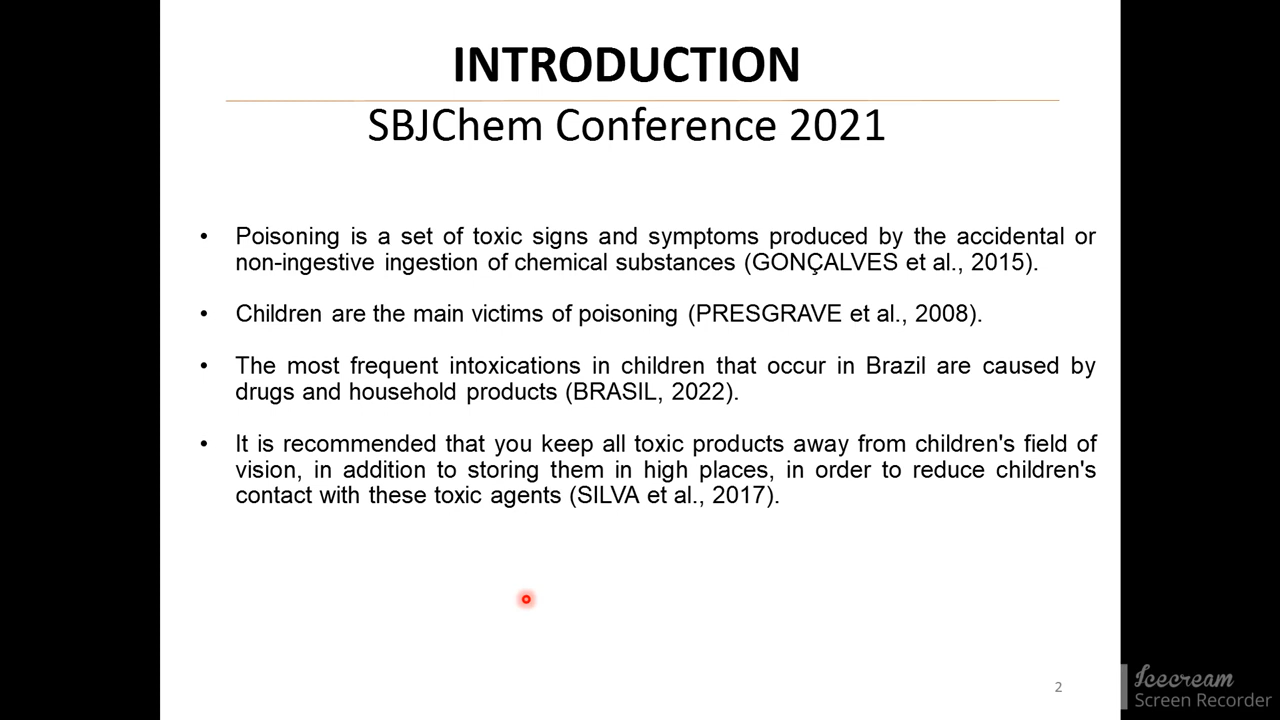 INTRODUCTION
SBJChem Conference 2021
• Poisoning is a set of toxic signs and symptoms produced by the accidental or
non-ingestive ingestion of chemical substances (GONÇALVES et al., 2015).
• Children are the main victims of poisoning (PRESGRAVE et al., 2008).
• The most frequent intoxications in children that occur in Brazil are caused by
drugs and household products (BRASIL, 2022).
• It is recommended that you keep all toxic products away from children's field of
vision, in addition to storing them in high places, in order to reduce children's
contact with these toxic agents (SILVA et al., 2017).
2
Icecream
Screen Recorder